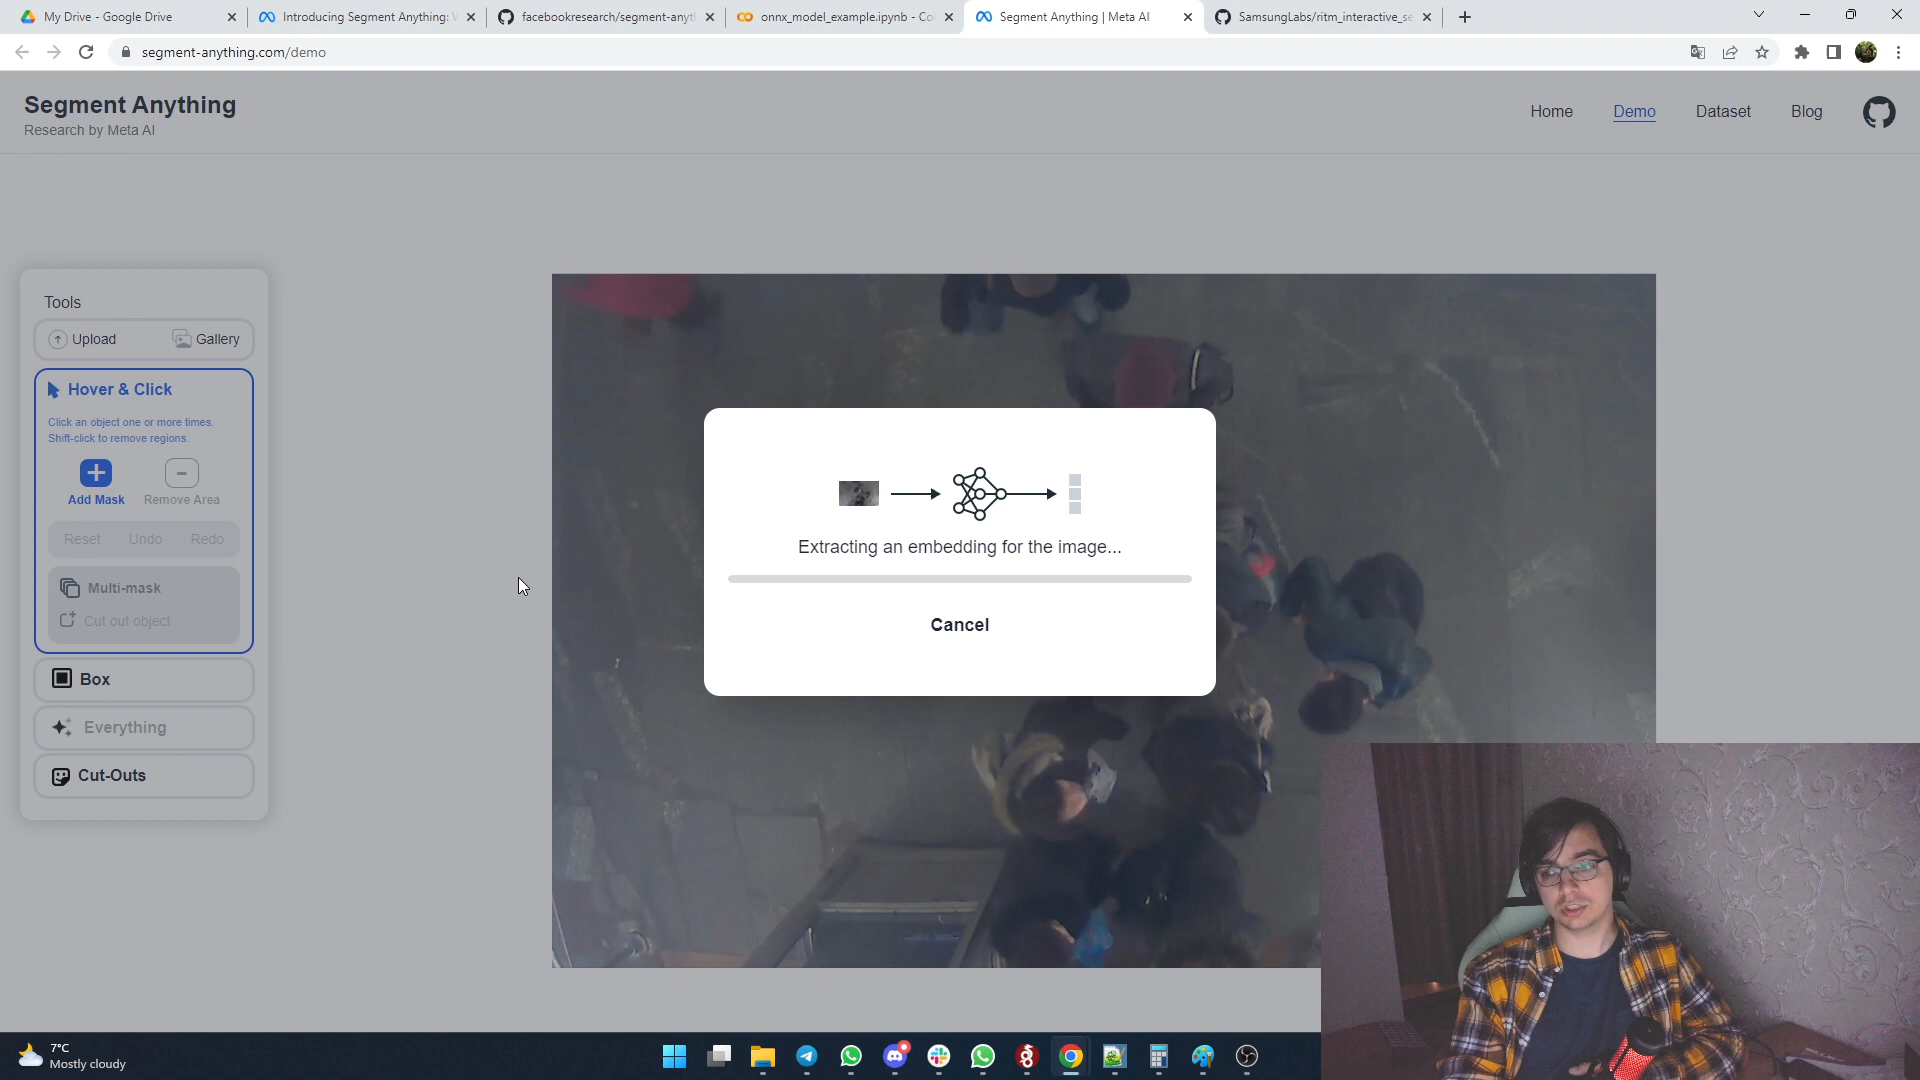 My Drive - Google Drive
Introducing Segment Anything: 
facebookresearch/segment-anyt
onnx_model_example.ipynb - Co
Segment Anything | Meta AI
SamsungLabs/ritm_interactive_se
segment-anything.com/demo
Segment Anything
Research by Meta AI
Home
Demo
Dataset
Blog
Tools
Upload
Gallery
Hover & Click
Click an object one or more times.
Shift-click to remove regions.
Add Mask
Remove Area
Reset
Undo
Redo
Multi-mask
Cut out object
Box
Everything
Cut-Outs
Extracting an embedding for the image...
Cancel
7°C
Mostly cloudy